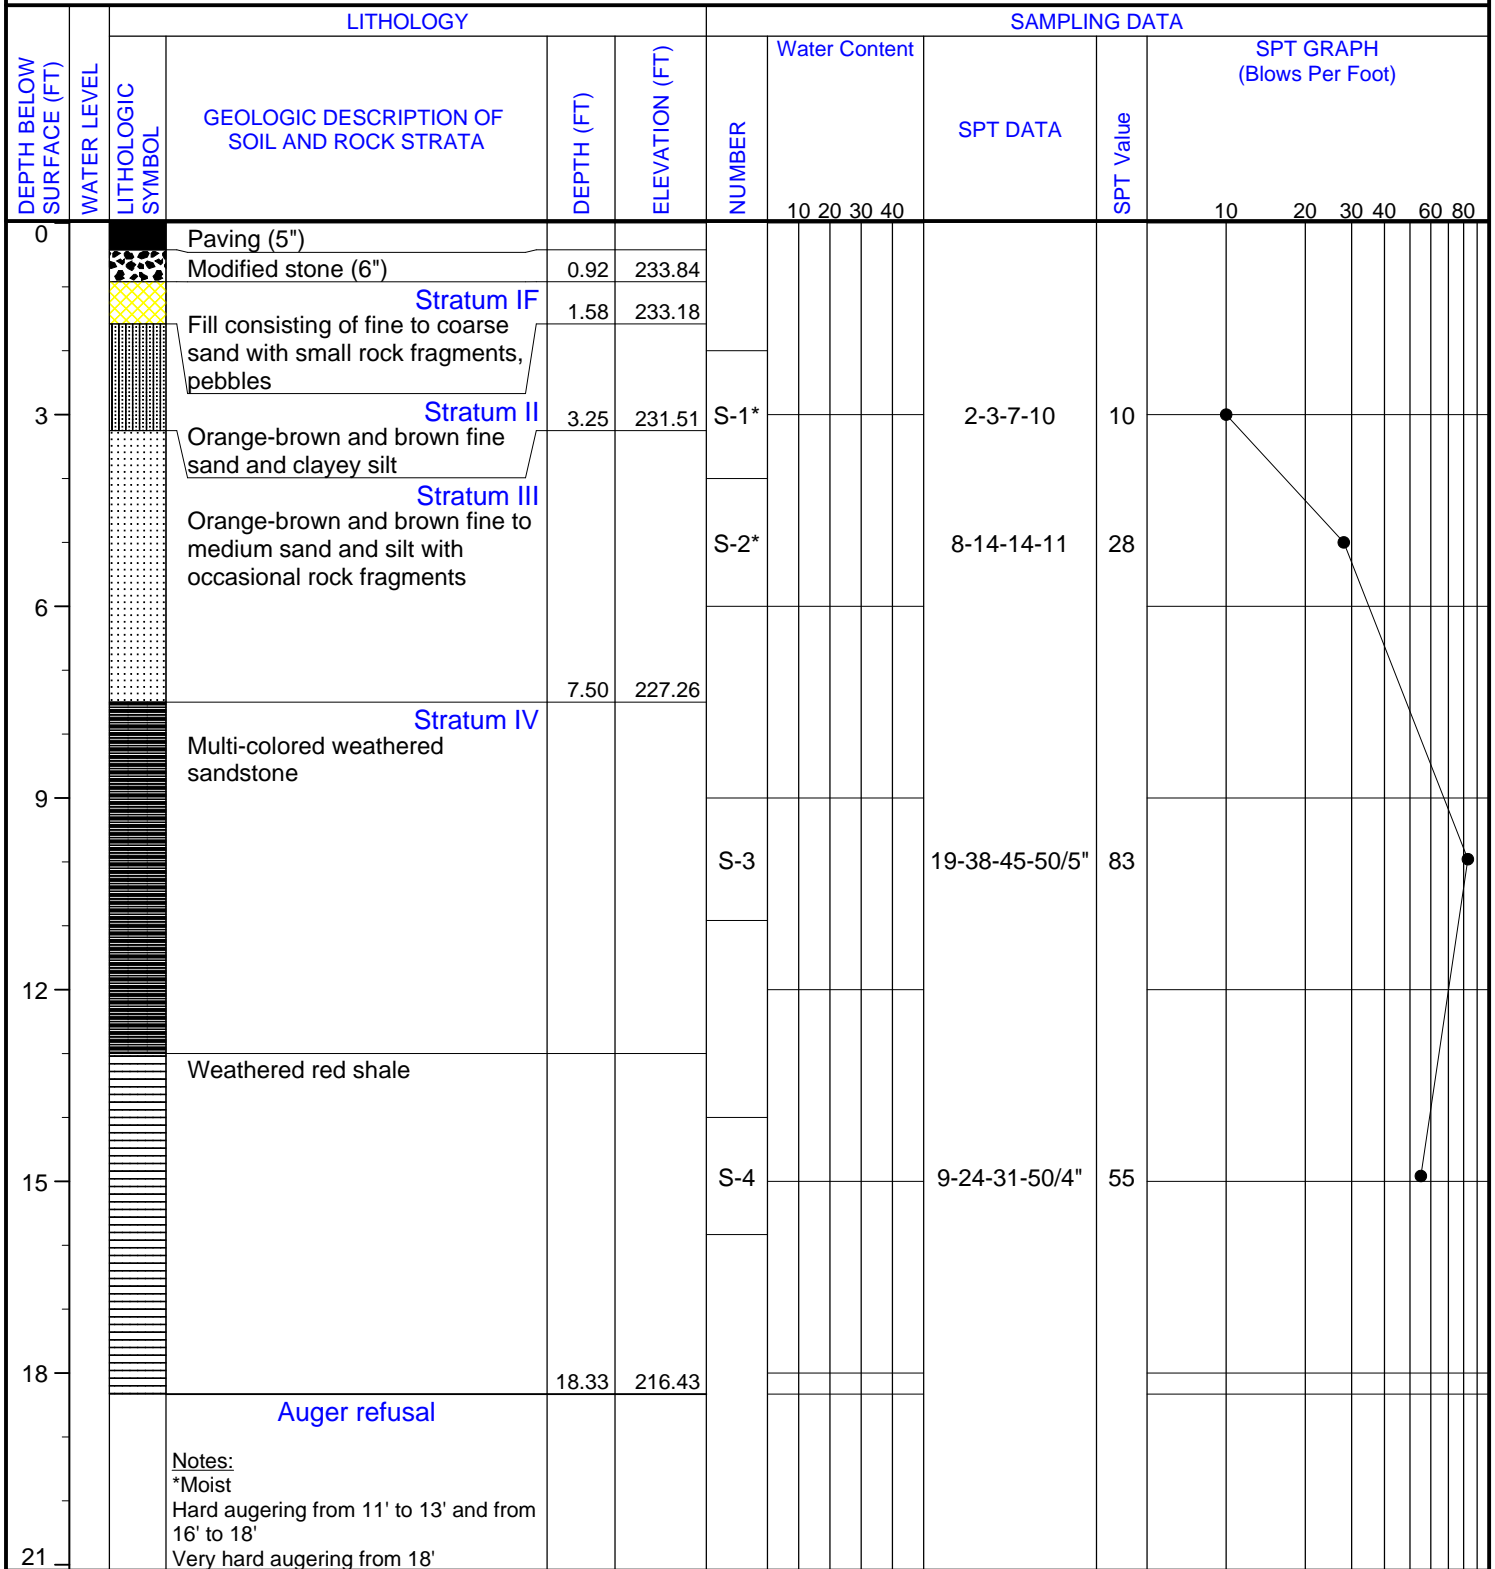 LITHOLOGY
SAMPLING DATA
DEPTH BELOW
SURFACE (FT)
WATER LEVEL
LITHOLOGIC
SYMBOL
GEOLOGIC DESCRIPTION OF
SOIL AND ROCK STRATA
DEPTH (FT)
ELEVATION (FT)
NUMBER
Water Content
10 20 30 40
SPT DATA
SPT Value
SPT GRAPH
(Blows Per Foot)
10 20 30 40 60 80
0
Paving (5")
Modified stone (6") 0.92 233.84
Stratum IF
1.58 233.18
Fill consisting of fine to coarse
sand with small rock fragments,
pebbles
3
Stratum II
3.25 231.51
S-1* 2-3-7-10 10
Orange-brown and brown fine
sand and clayey silt
Stratum III
Orange-brown and brown fine to
medium sand and silt with
occasional rock fragments
S-2* 8-14-14-11 28
6
7.50 227.26
Stratum IV
Multi-colored weathered
sandstone
9
S-3 19-38-45-50/5" 83
12
Weathered red shale
15
S-4 9-24-31-50/4" 55
18
18.33 216.43
Auger refusal
Notes:
*Moist
Hard augering from 11' to 13' and from
16' to 18'
Very hard augering from 18'
21